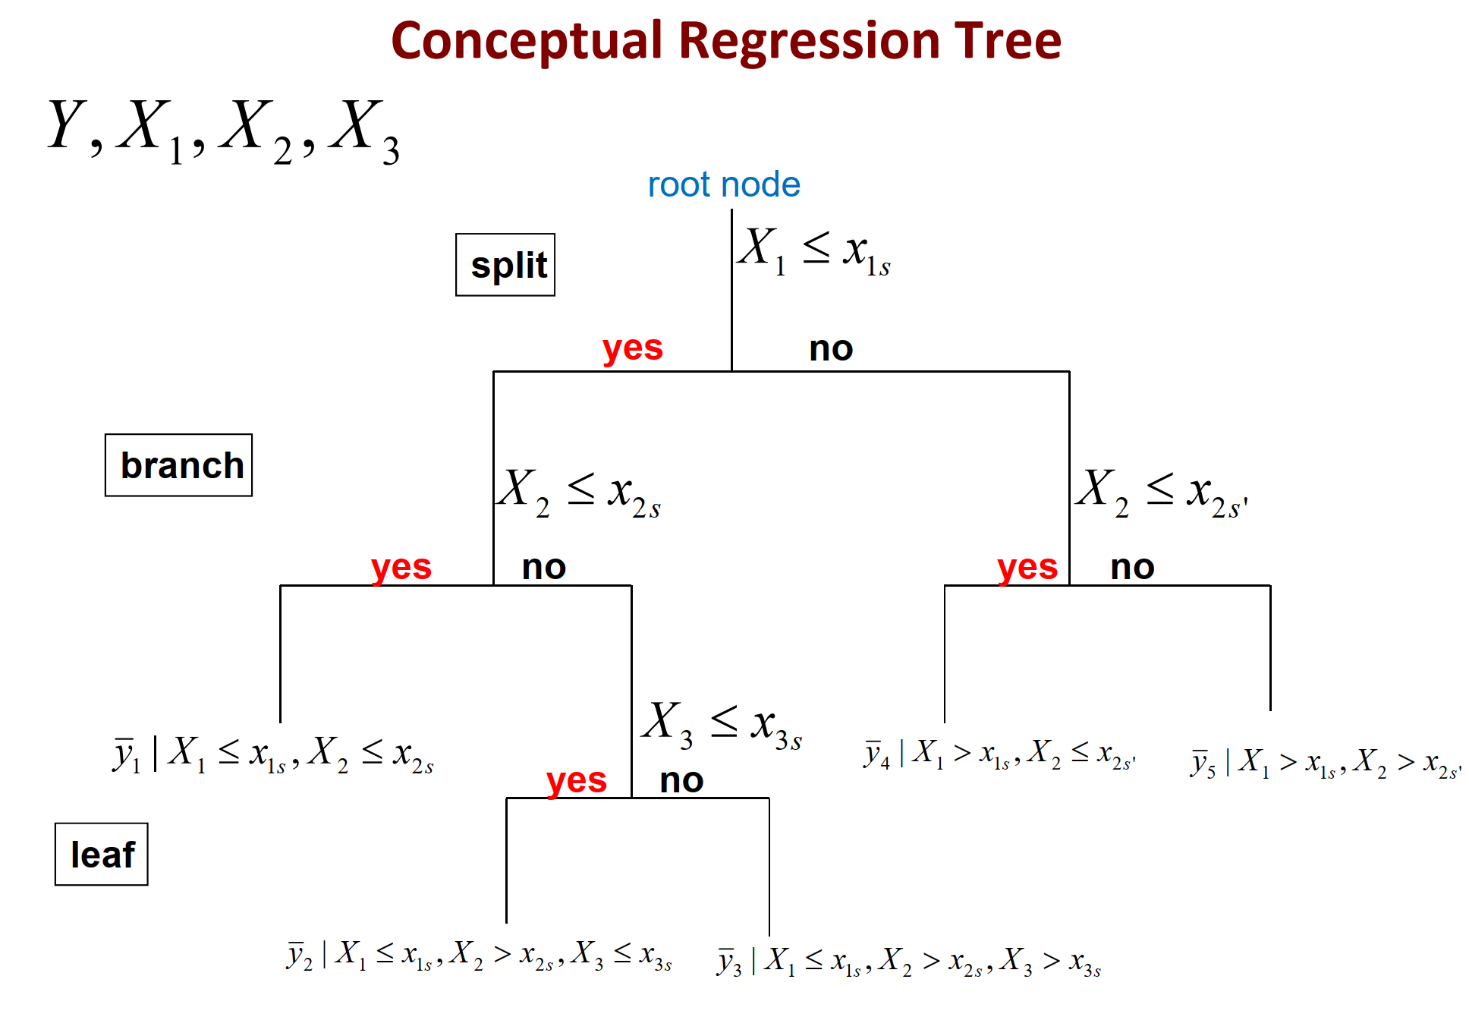 Conceptual Regression Tree
Y, X₁, X₂, X₃
root node
split
X₁ ≤ x₁ₛ
yes no
branch
X₂ ≤ x₂ₛ
X₂ ≤ x₂ₛ'
yes no
yes no
X₃ ≤ x₃ₛ
ȳ₁ | X₁ ≤ x₁ₛ, X₂ ≤ x₂ₛ
ȳ₄ | X₁ > x₁ₛ, X₂ ≤ x₂ₛ'
ȳ₅ | X₁ > x₁ₛ, X₂ > x₂ₛ'
yes no
leaf
ȳ₂ | X₁ ≤ x₁ₛ, X₂ > x₂ₛ, X₃ ≤ x₃ₛ
ȳ₃ | X₁ ≤ x₁ₛ, X₂ > x₂ₛ, X₃ > x₃ₛ